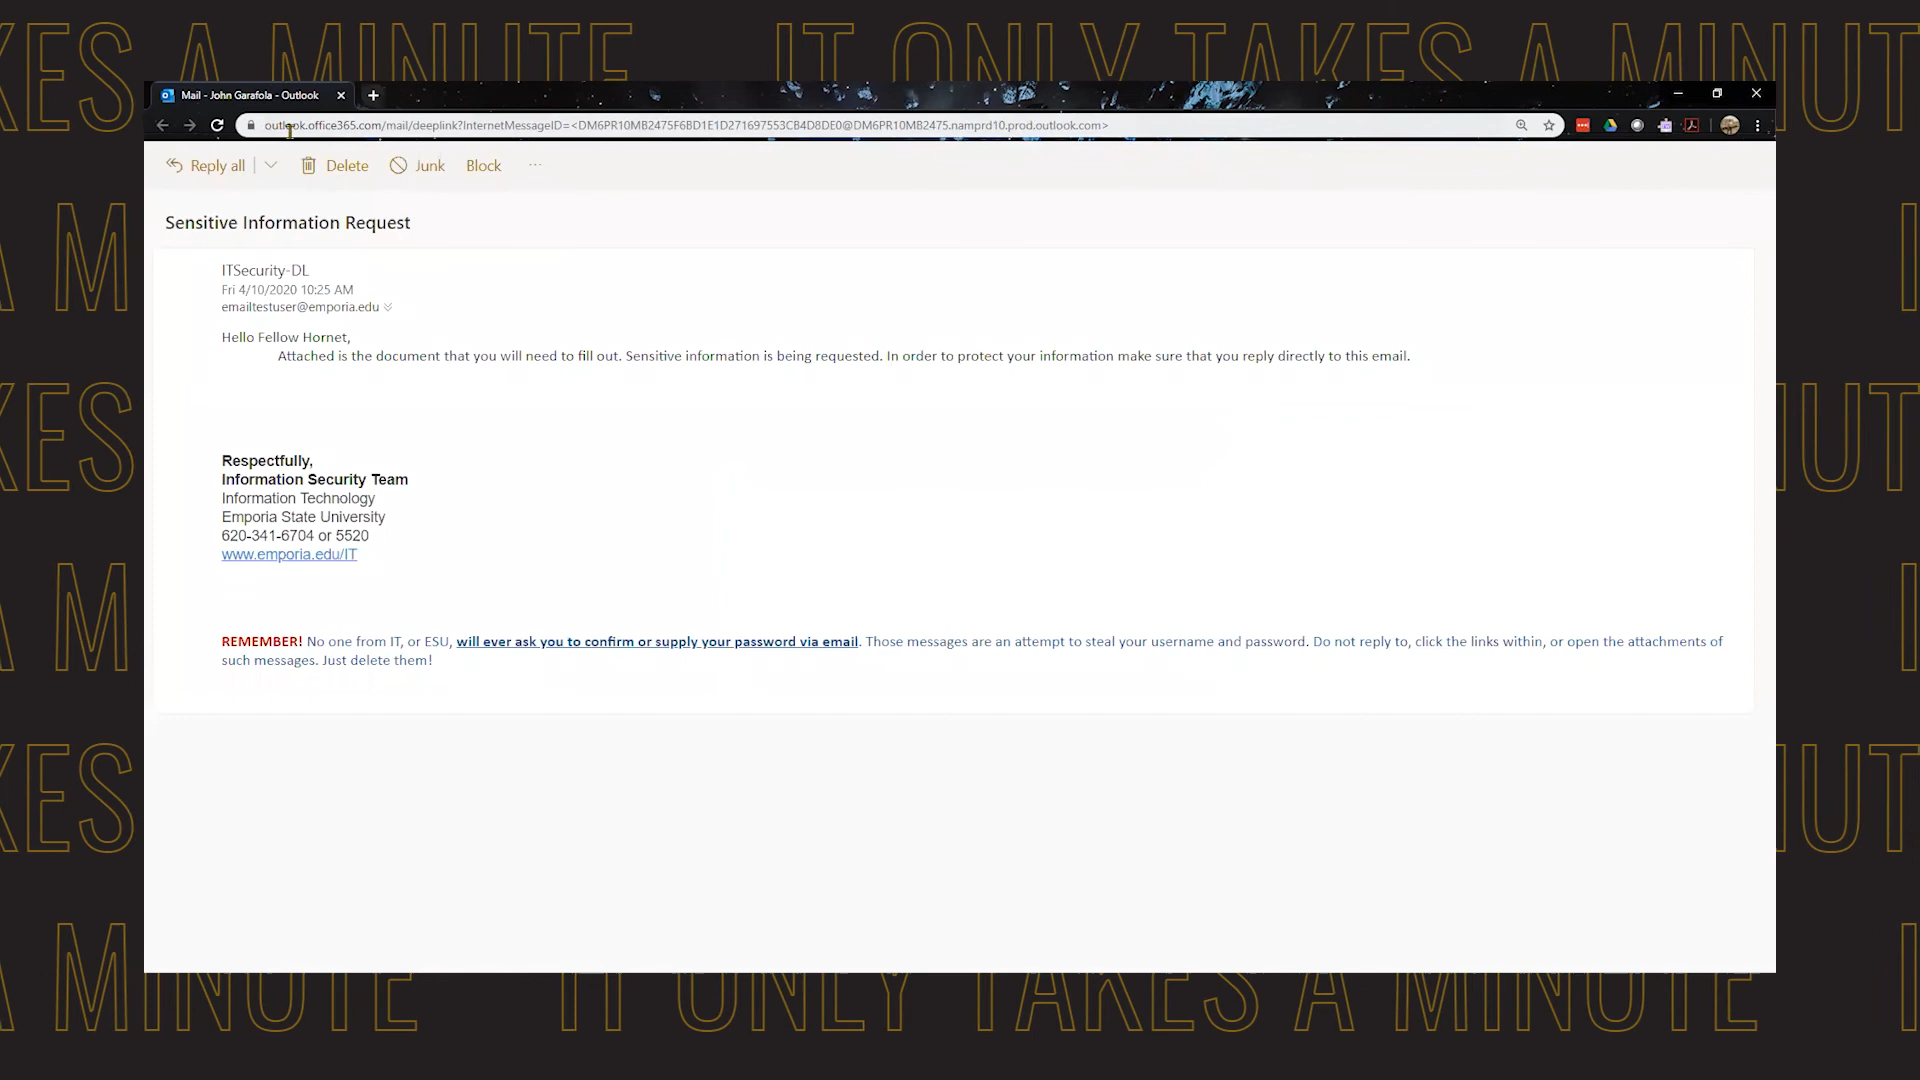 KES A MINUTE IT ONLY TAKES A MINUT
Mail - John Garafola - Outlook
outlook.office365.com/mail/deeplink?InternetMessageID=<DM6PR10MB2475F6BD1E1D271697553CB4D8DE0@DM6PR10MB2475.namprd10.prod.outlook.com>
Reply all Delete Junk Block ...
Sensitive Information Request
ITSecurity-DL
Fri 4/10/2020 10:25 AM
emailtestuser@emporia.edu
Hello Fellow Hornet,
Attached is the document that you will need to fill out. Sensitive information is being requested. In order to protect your information make sure that you reply directly to this email.
Respectfully,
Information Security Team
Information Technology
Emporia State University
620-341-6704 or 5520
www.emporia.edu/IT
REMEMBER! No one from IT, or ESU, will ever ask you to confirm or supply your password via email. Those messages are an attempt to steal your username and password. Do not reply to, click the links within, or open the attachments of
such messages. Just delete them!
A MINUTE IT ONLY TAKES A MINUTE